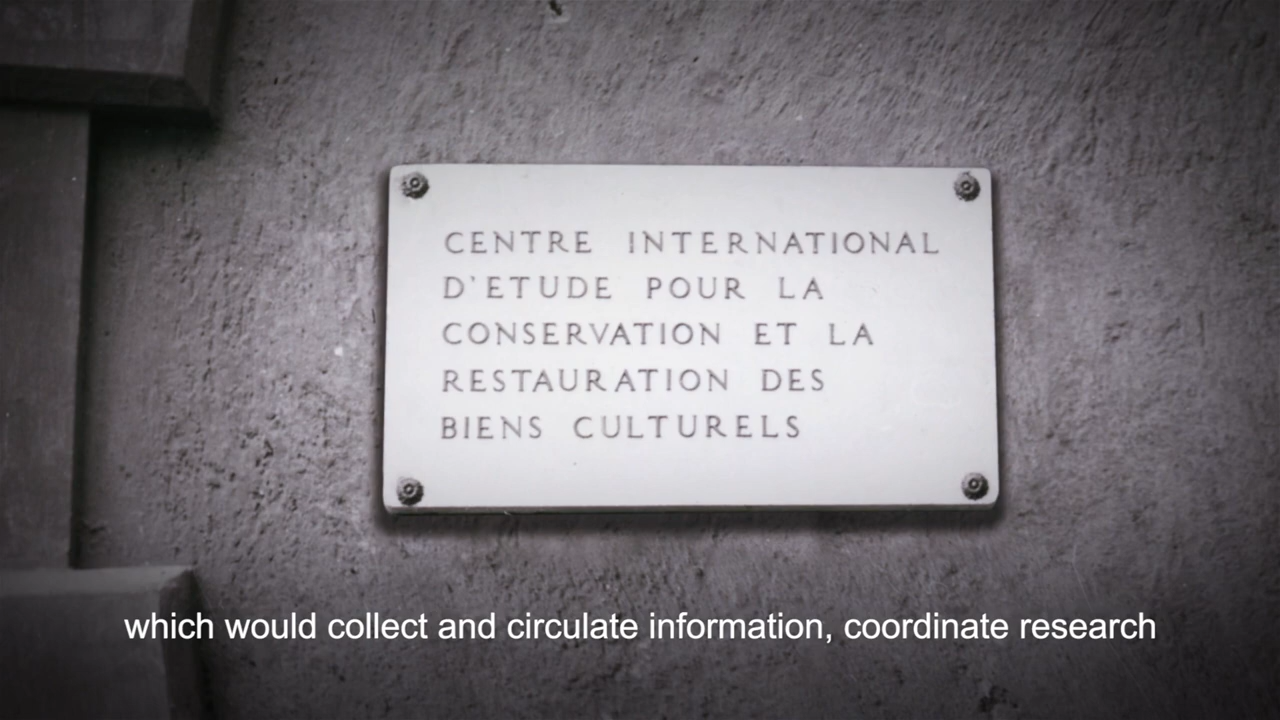 CENTRE INTERNATIONAL
D'ETUDE POUR LA
CONSERVATION ET LA
RESTAURATION DES
BIENS CULTURELS
which would collect and circulate information, coordinate research